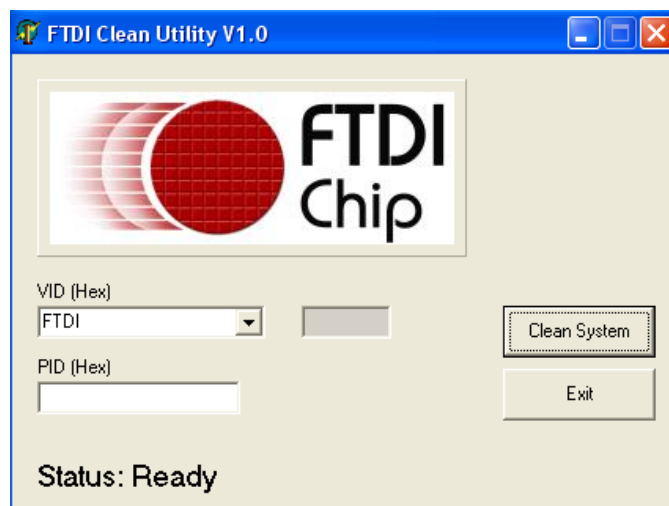 FTDI Clean Utility V1.0
FTDI
Chip
VID (Hex)
FTDI
Clean System
PID (Hex)
Exit
Status: Ready